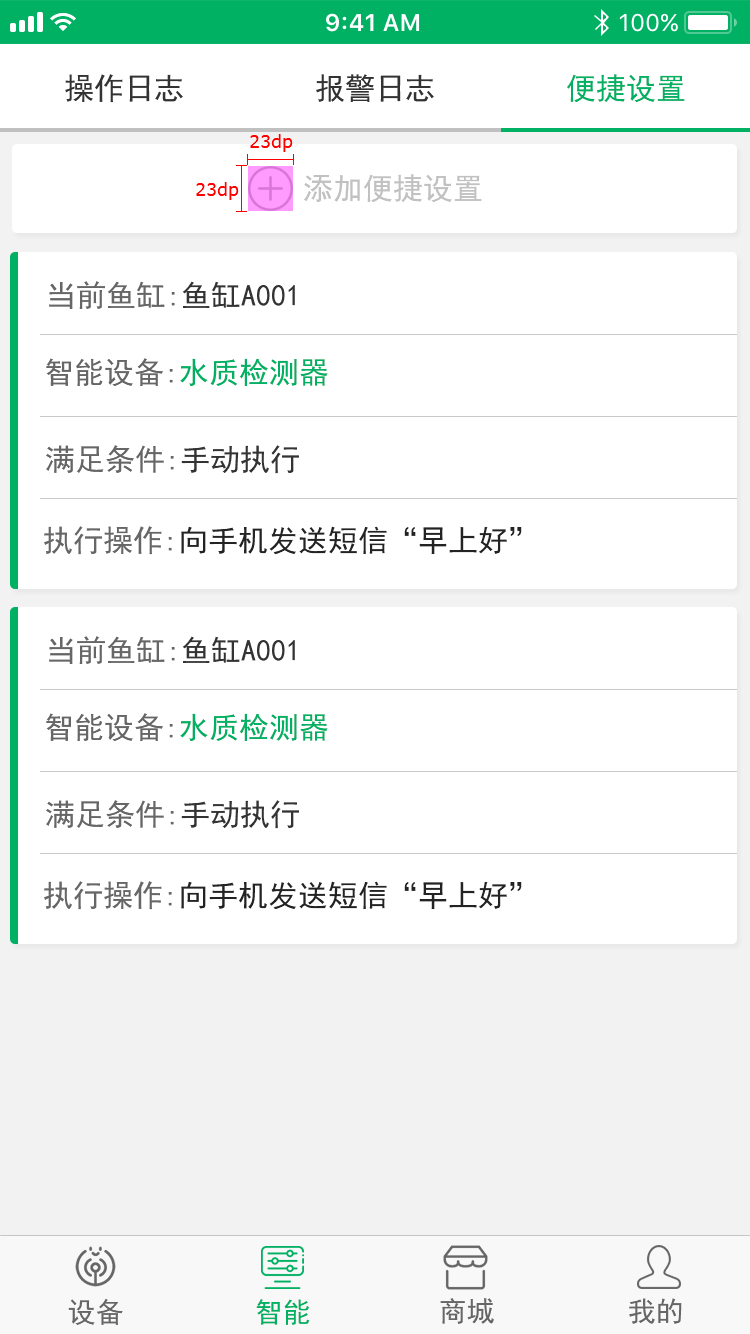 9:41 AM 100%
操作日志 报警日志 便捷设置
23dp
23dp 添加便捷设置
当前鱼缸:鱼缸A001
智能设备:水质检测器
满足条件:手动执行
执行操作:向手机发送短信“早上好”
当前鱼缸:鱼缸A001
智能设备:水质检测器
满足条件:手动执行
执行操作:向手机发送短信“早上好”
设备 智能 商城 我的